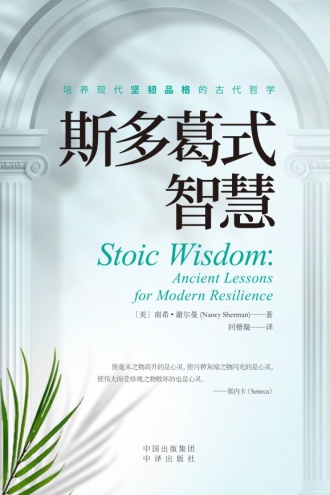 培养现代坚韧品格的古代哲学
斯多葛式
智慧
Stoic Wisdom:
Ancient Lessons
for Modern Resilience
〔美〕南希·谢尔曼 (Nancy Sherman)——著
回楷璇——译
使毫末之物高升的是心灵,使污秽灰暗之物闪光的是心灵,
使伟大而受珍视之物败坏的也是心灵。
——塞内卡 (Seneca)
中国出版集团
中译出版社